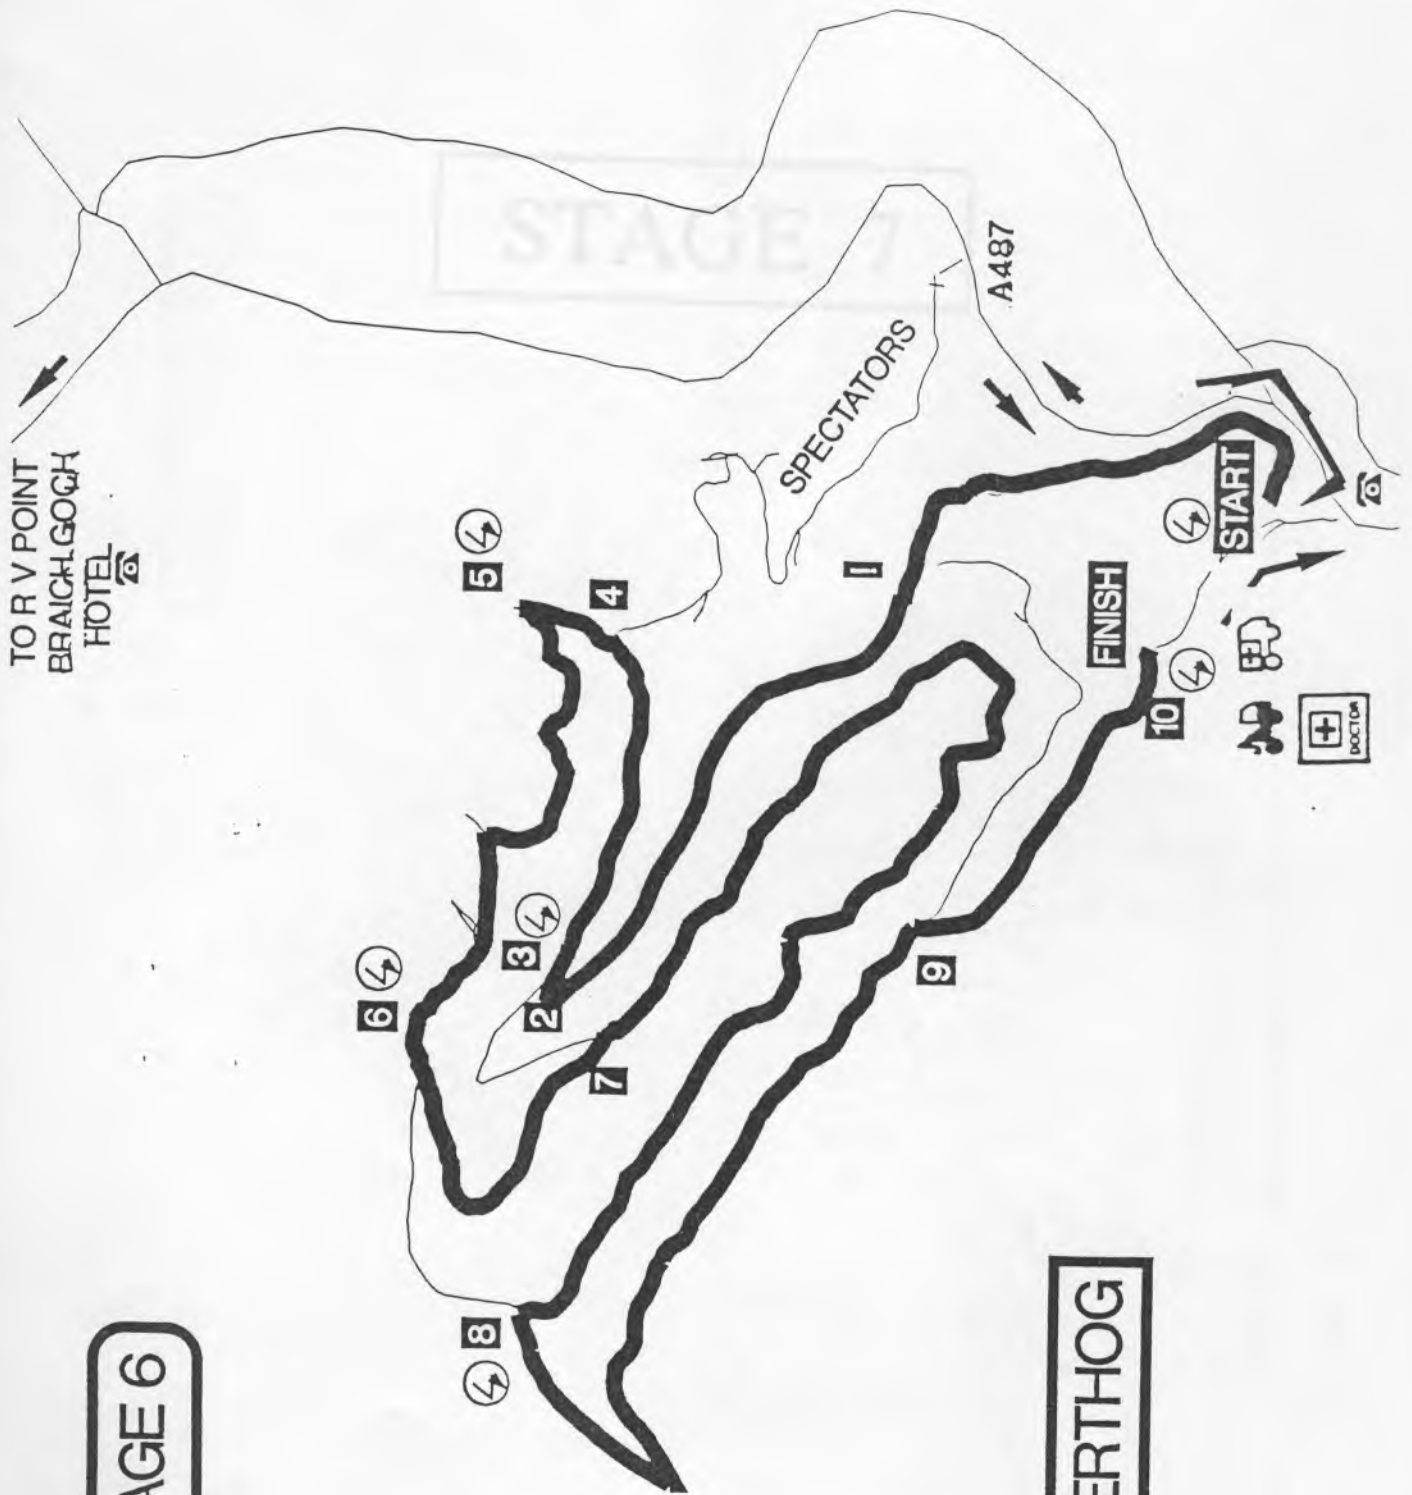 TO R V POINT
BRAICH GOCH
HOTEL
STAGE 7
A487
SPECTATORS
START
FINISH
1
2
3
4
5
6
7
8
9
10
DOCTOR
AGE 6
ERTHOG